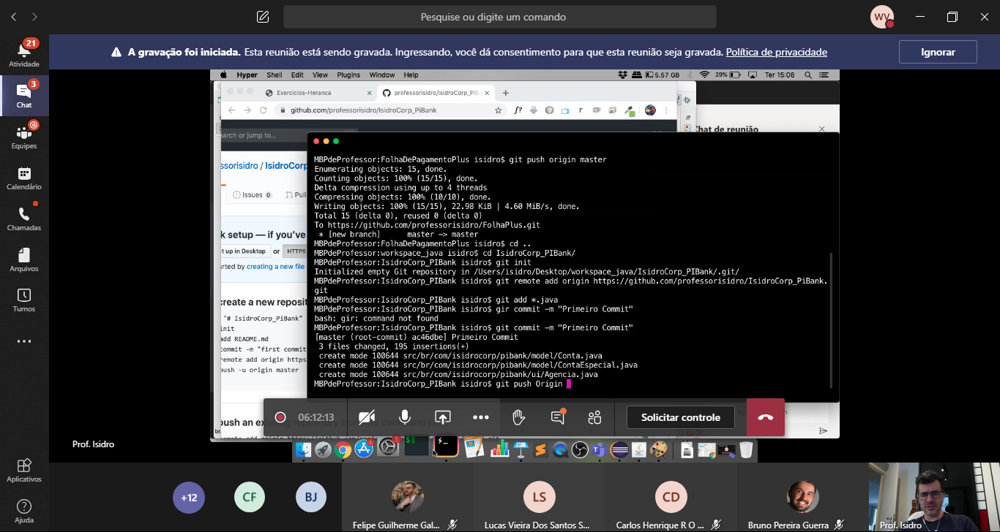 Pesquise ou digite um comando
WV
21
Atividade
A gravação foi iniciada. Esta reunião está sendo gravada. Ingressando, você dá consentimento para que esta reunião seja gravada. Política de privacidade
Ignorar
3
Chat
@
Equipes
Calendário
Chamadas
Arquivos
Turnos
Aplicativos
Ajuda
Hyper Shell Edit View Plugins Window Help
5.57 GB 29% Ter 15:06
Exercicios-Heranca
professorisidro/IsidroCorp_PiB
github.com/professorisidro/IsidroCorp_PiBank
f?
r
earch or jump to...
Chat de reunião
ssorisidro / IsidroCorp
Issues 0
Pull
k setup — if you've
t up in Desktop or HTTPS
rted by creating a new file
create a new reposit
"# IsidroCorp_PiBank"
init
add README.md
commit -m "first commit
remote add origin https
push -u origin master
MBPdeProfessor:FolhaDePagamentoPlus isidro$ git push origin master
Enumerating objects: 15, done.
Counting objects: 100% (15/15), done.
Delta compression using up to 4 threads
Compressing objects: 100% (10/10), done.
Writing objects: 100% (15/15), 22.98 KiB | 4.60 MiB/s, done.
Total 15 (delta 0), reused 0 (delta 0)
To https://github.com/professorisidro/FolhaPlus.git
* [new branch] master -> master
MBPdeProfessor:FolhaDePagamentoPlus isidro$ cd ..
MBPdeProfessor:workspace_java isidro$ cd IsidroCorp_PIBank/
MBPdeProfessor:IsidroCorp_PIBank isidro$ git init
Initialized empty Git repository in /Users/isidro/Desktop/workspace_java/IsidroCorp_PIBank/.git/
MBPdeProfessor:IsidroCorp_PIBank isidro$ git remote add origin https://github.com/professorisidro/IsidroCorp_PiBank.
git
MBPdeProfessor:IsidroCorp_PIBank isidro$ git add *.java
MBPdeProfessor:IsidroCorp_PIBank isidro$ gir commit -m "Primeiro Commit"
bash: gir: command not found
MBPdeProfessor:IsidroCorp_PIBank isidro$ git commit -m "Primeiro Commit"
[master (root-commit) ac46dbe] Primeiro Commit
3 files changed, 195 insertions(+)
create mode 100644 src/br/com/isidrocorp/pibank/model/Conta.java
create mode 100644 src/br/com/isidrocorp/pibank/model/ContaEspecial.java
create mode 100644 src/br/com/isidrocorp/pibank/ui/Agencia.java
MBPdeProfessor:IsidroCorp_PIBank isidro$ git push Origin
06:12:13
Solicitar controle
push an ex
Prof. Isidro
+12
CF
BJ
Felipe Guilherme Gal...
LS
Lucas Vieira Dos Santos S...
CD
Carlos Henrique R O ...
Bruno Pereira Guerra
Prof. Isidro